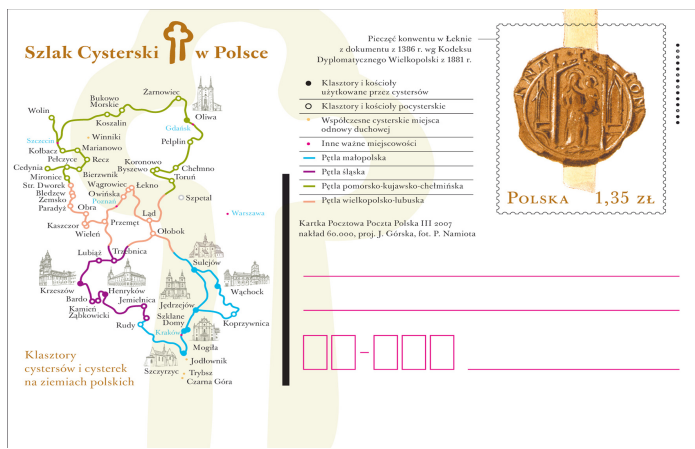 Szlak Cysterski w Polsce
Pieczęć konwentu w Łeknie
z dokumentu z 1386 r. wg Kodeksu
Dyplomatycznego Wielkopolski z 1881 r.
Klasztory i kościoły
użytkowane przez cystersów
Klasztory i kościoły pocysterskie
Współczesne cysterskie miejsca
odnowy duchowej
Inne ważne miejscowości
Pętla małopolska
Pętla śląska
Pętla pomorsko-kujawsko-chełmińska
Pętla wielkopolsko-lubuska
Kartka Pocztowa Poczta Polska III 2007
nakład 60.000, proj. J. Górska, fot. P. Namiota
POLSKA 1,35 ZŁ
Żarnowiec
Bukowo
Morskie
Wolin
Koszalin
Oliwa
Gdańsk
Szczecin
Winniki
Kołbacz
Marianowo
Pelplin
Pełczyce
Recz
Cedynia
Koronowo
Chełmno
Mironice
Bierzwnik
Byszewo
Toruń
Str. Dworek
Wągrowiec
Łekno
Bledzew
Owińska
Szpetal
Zemsko
Poznań
Paradyż
Obra
Ląd
Warszawa
Przemęt
Kaszczor
Wieleń
Ołobok
Lubiąż
Trzebnica
Sulejów
Krzeszów
Henryków
Wąchock
Bardo
Jemielnica
Jędrzejów
Kamień
Ząbkowicki
Szklane
Domy
Koprzywnica
Rudy
Kraków
Mogiła
Jodłownik
Szczyrzyc
Trybsz
Czarna Góra
Klasztory
cystersów i cysterek
na ziemiach polskich